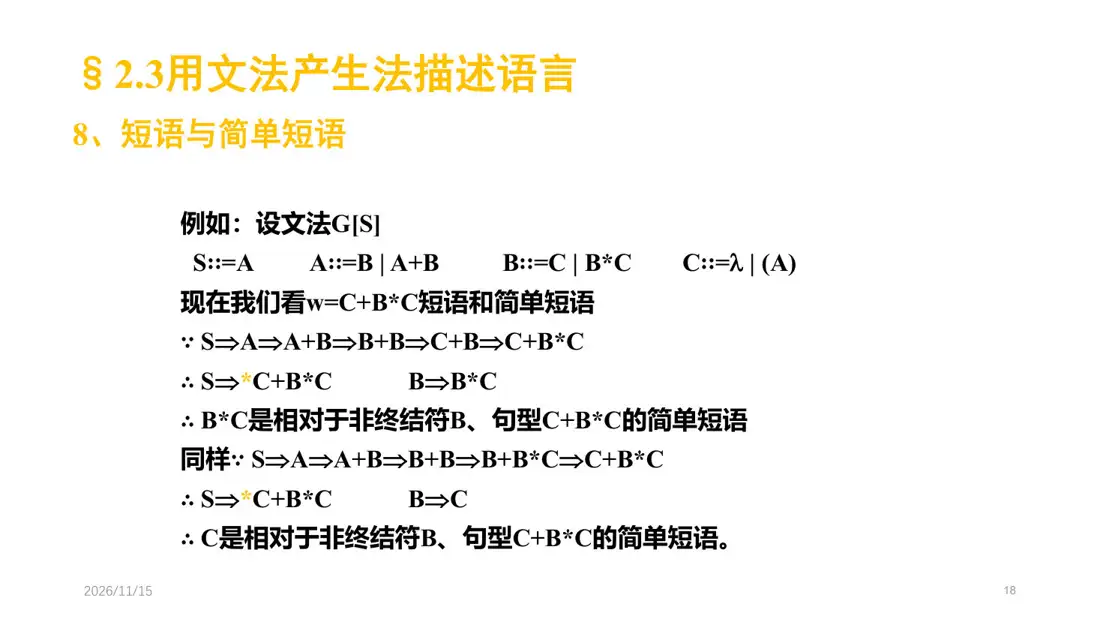 §2.3用文法产生法描述语言
8、短语与简单短语
例如：设文法G[S]
S∷=A A∷=B | A+B B∷=C | B*C C∷=λ | (A)
现在我们看w=C+B*C短语和简单短语
∵ S⇒A⇒A+B⇒B+B⇒C+B⇒C+B*C
∴ S⇒*C+B*C B⇒B*C
∴ B*C是相对于非终结符B、句型C+B*C的简单短语
同样∵ S⇒A⇒A+B⇒B+B⇒B+B*C⇒C+B*C
∴ S⇒*C+B*C B⇒C
∴ C是相对于非终结符B、句型C+B*C的简单短语。
2026/11/15
18